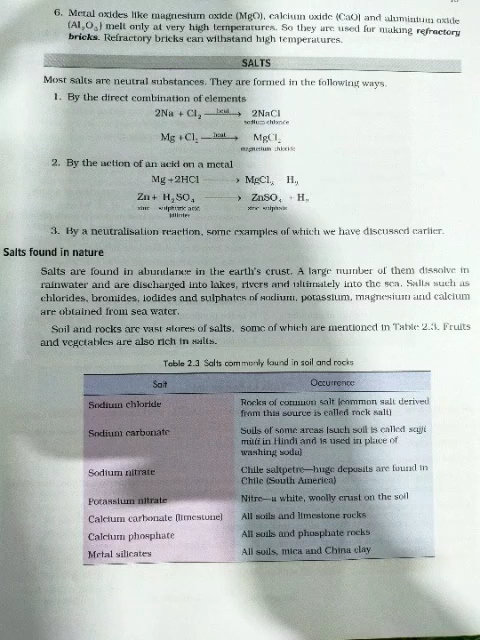 6. Metal oxides like magnesium oxide (MgO), calcium oxide (CaO) and aluminium oxide
(Al₂O₃) melt only at very high temperatures. So they are used for making refractory
bricks. Refractory bricks can withstand high temperatures.
SALTS
Most salts are neutral substances. They are formed in the following ways.
1. By the direct combination of elements
2Na + Cl₂ —heat→ 2NaCl
sodium chloride
Mg + Cl₂ —heat→ MgCl₂
magnesium chloride
2. By the action of an acid on a metal
Mg + 2HCl → MgCl₂ H₂
Zn + H₂SO₄ → ZnSO₄ + H₂
zinc sulphuric acid zinc sulphate
(dilute)
3. By a neutralisation reaction, some examples of which we have discussed earlier.
Salts found in nature
Salts are found in abundance in the earth's crust. A large number of them dissolve in
rainwater and are discharged into lakes, rivers and ultimately into the sea. Salts such as
chlorides, bromides, iodides and sulphates of sodium, potassium, magnesium and calcium
are obtained from sea water.
Soil and rocks are vast stores of salts, some of which are mentioned in Table 2.3. Fruits
and vegetables are also rich in salts.
Table 2.3 Salts commonly found in soil and rocks
Salt Occurrence
Sodium chloride Rocks of common salt (common salt derived
from this source is called rock salt)
Sodium carbonate Soils of some areas (such soil is called sajji
mitti in Hindi and is used in place of
washing soda)
Sodium nitrate Chile saltpetre—huge deposits are found in
Chile (South America)
Potassium nitrate Nitre—a white, woolly crust on the soil
Calcium carbonate (limestone) All soils and limestone rocks
Calcium phosphate All soils and phosphate rocks
Metal silicates All soils, mica and China clay